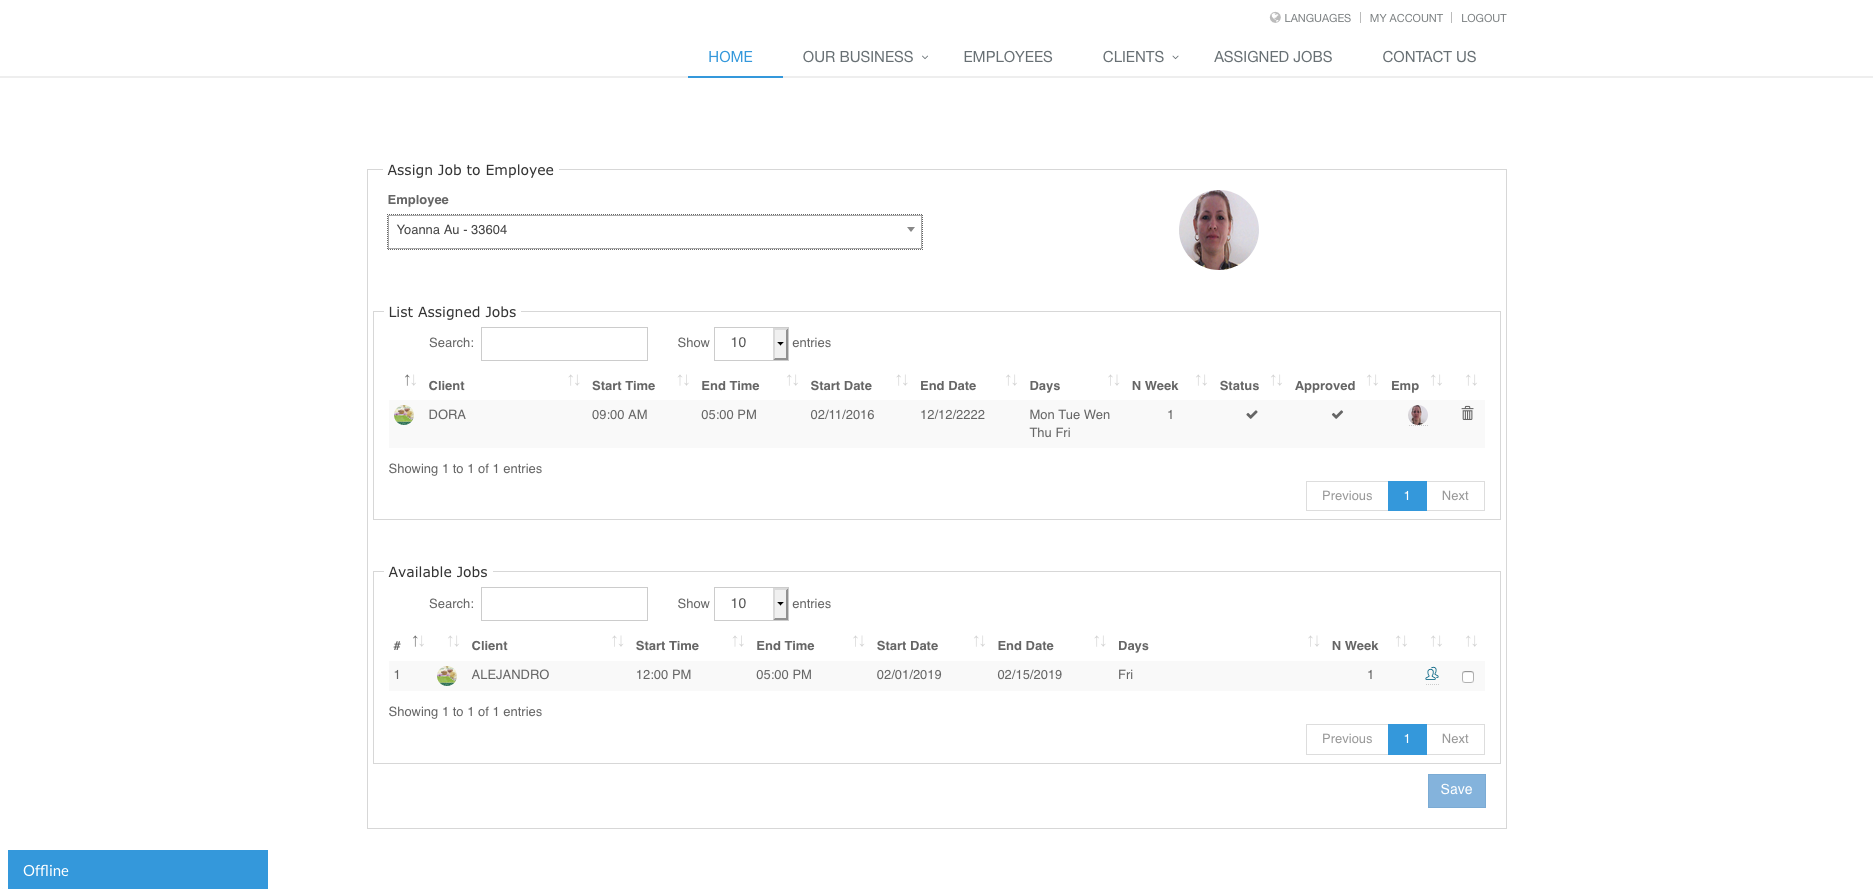 LANGUAGES | MY ACCOUNT | LOGOUT
HOME OUR BUSINESS EMPLOYEES CLIENTS ASSIGNED JOBS CONTACT US
Assign Job to Employee
Employee
Yoanna Au - 33604
List Assigned Jobs
Search: Show 10 entries
Client Start Time End Time Start Date End Date Days N Week Status Approved Emp
DORA 09:00 AM 05:00 PM 02/11/2016 12/12/2222 Mon Tue Wen 1
Thu Fri
Showing 1 to 1 of 1 entries
Previous 1 Next
Available Jobs
Search: Show 10 entries
# Client Start Time End Time Start Date End Date Days N Week
1 ALEJANDRO 12:00 PM 05:00 PM 02/01/2019 02/15/2019 Fri 1
Showing 1 to 1 of 1 entries
Previous 1 Next
Save
Offline